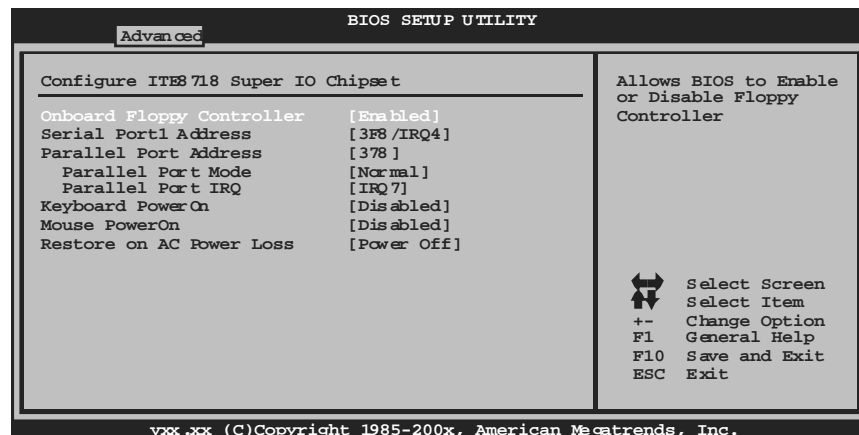 BIOS SETUP UTILITY
Advanced
Configure ITE8718 Super IO Chipset
Onboard Floppy Controller [Enabled]
Serial Port1 Address [3F8/IRQ4]
Parallel Port Address [378]
Parallel Port Mode [Normal]
Parallel Port IRQ [IRQ7]
Keyboard PowerOn [Disabled]
Mouse PowerOn [Disabled]
Restore on AC Power Loss [Power Off]
Allows BIOS to Enable
or Disable Floppy
Controller
Select Screen
Select Item
+- Change Option
F1 General Help
F10 Save and Exit
ESC Exit
vxx.xx (C)Copyright 1985-200x, American Megatrends, Inc.